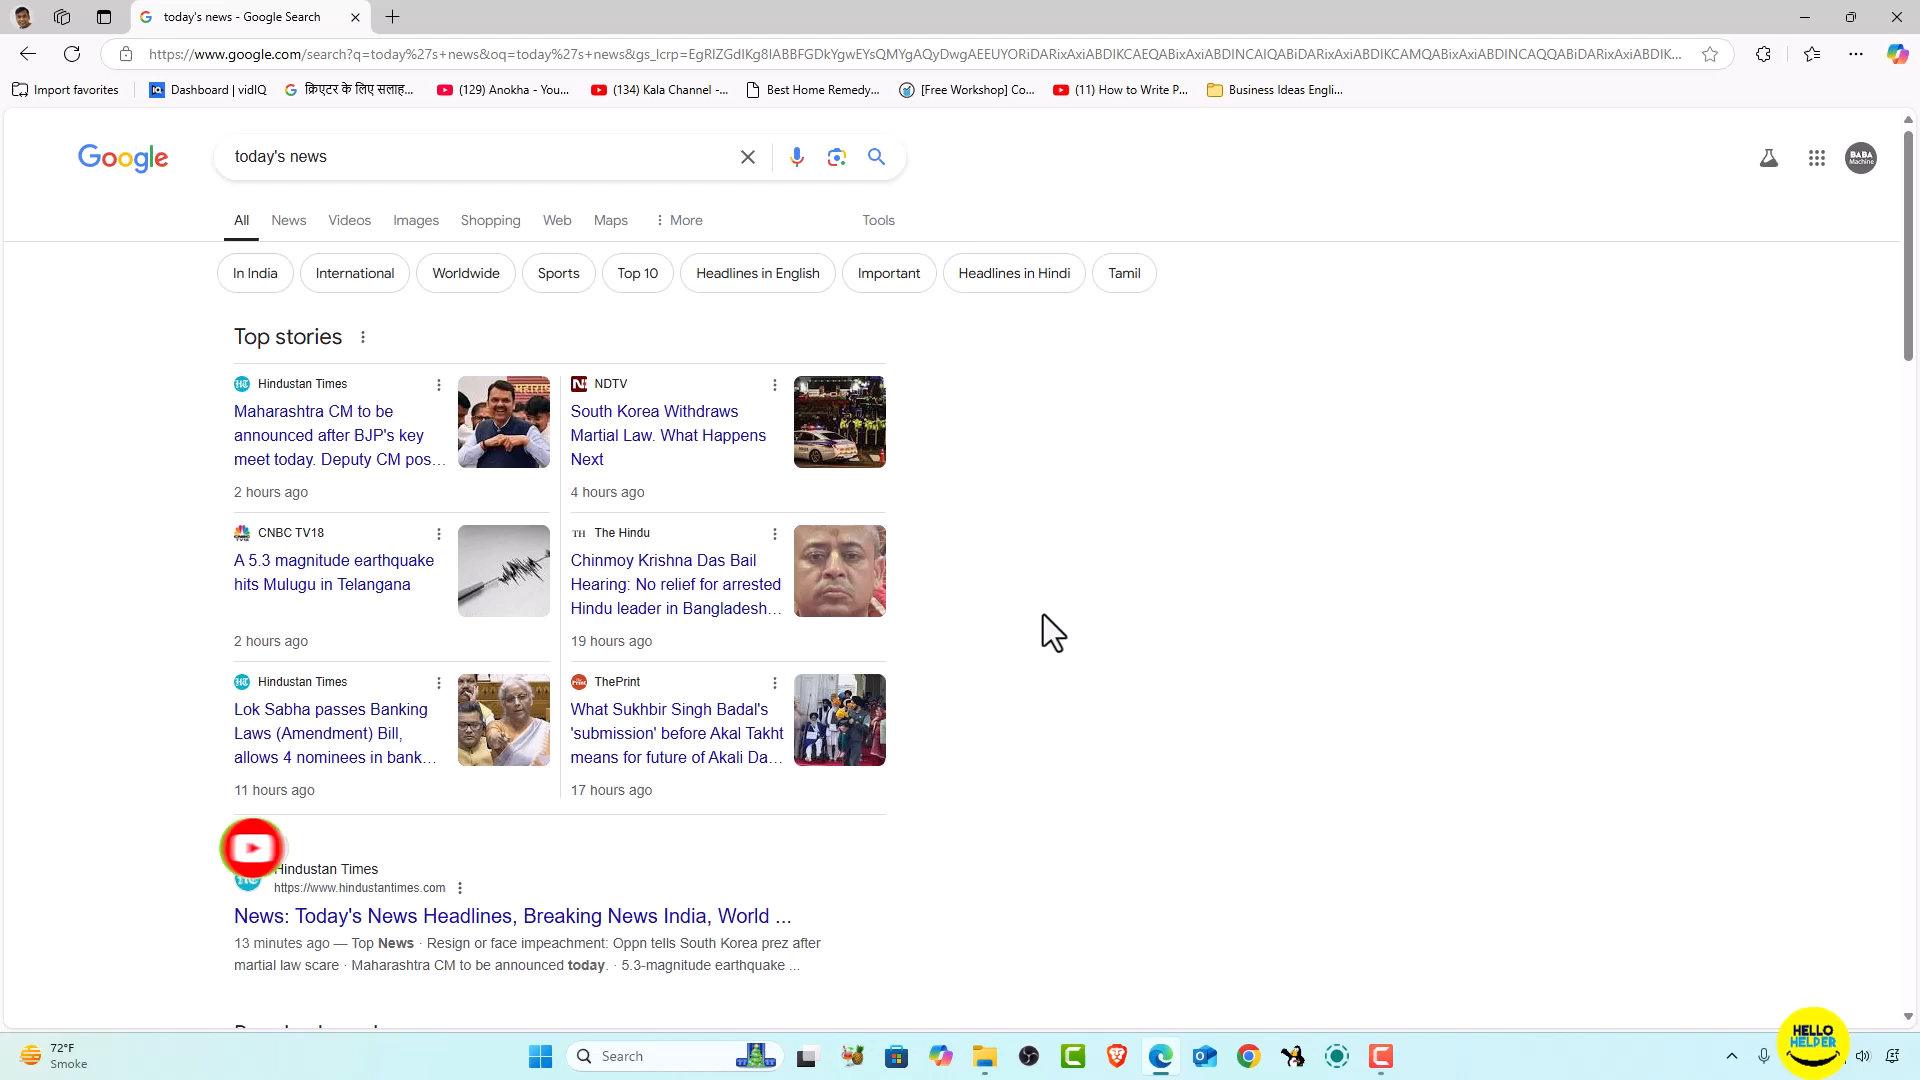 today's news - Google Search
https://www.google.com/search?q=today%27s+news&oq=today%27s+news&gs_lcrp=EgRlZGdlKg8IABBFGDkYgwEYsQMYgAQyDwgAEEUYORiDARixAxiABDIKCAEQABixAxiABDINCAIQABiDARixAxiABDIKCAMQABixAxiABDINCAQQABiDARixAxiABDIK...
Import favorites
Dashboard | vidIQ
क्रिएटर के लिए सलाह...
(129) Anokha - You...
(134) Kala Channel -...
Best Home Remedy...
[Free Workshop] Co...
(11) How to Write P...
Business Ideas Engli...
Google
today's news
BABA
Machine
All News Videos Images Shopping Web Maps More Tools
In India International Worldwide Sports Top 10 Headlines in English Important Headlines in Hindi Tamil
Top stories
Hindustan Times
Maharashtra CM to be
announced after BJP's key
meet today. Deputy CM pos...
2 hours ago
NDTV
South Korea Withdraws
Martial Law. What Happens
Next
4 hours ago
CNBC TV18
A 5.3 magnitude earthquake
hits Mulugu in Telangana
2 hours ago
TH The Hindu
Chinmoy Krishna Das Bail
Hearing: No relief for arrested
Hindu leader in Bangladesh...
19 hours ago
Hindustan Times
Lok Sabha passes Banking
Laws (Amendment) Bill,
allows 4 nominees in bank...
11 hours ago
ThePrint
What Sukhbir Singh Badal's
'submission' before Akal Takht
means for future of Akali Da...
17 hours ago
Hindustan Times
https://www.hindustantimes.com
News: Today's News Headlines, Breaking News India, World ...
13 minutes ago — Top News · Resign or face impeachment: Oppn tells South Korea prez after
martial law scare · Maharashtra CM to be announced today. · 5.3-magnitude earthquake ...
72°F
Smoke
Search
HELLO
HELPER